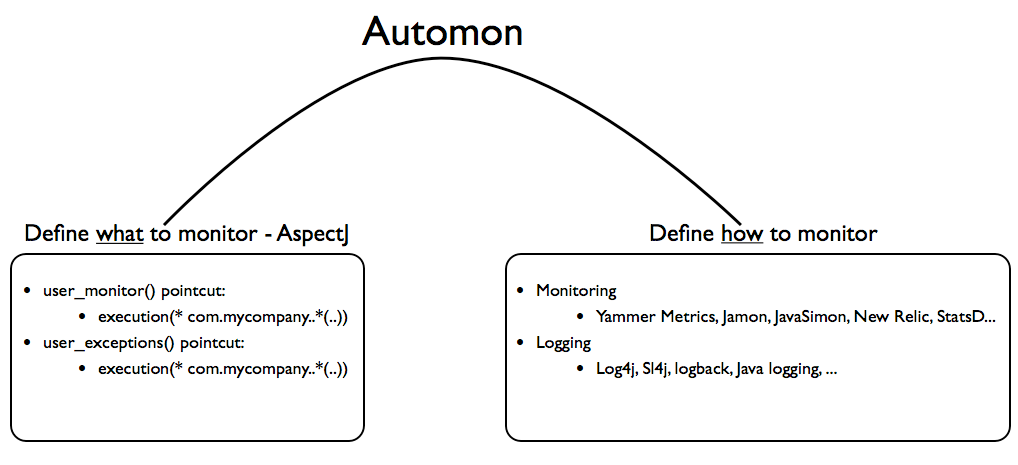 Automon
Define what to monitor - AspectJ
• user_monitor() pointcut:
• execution(* com.mycompany..*(..))
• user_exceptions() pointcut:
• execution(* com.mycompany..*(..))
Define how to monitor
• Monitoring
• Yammer Metrics, Jamon, JavaSimon, New Relic, StatsD...
• Logging
• Log4j, Sl4j, logback, Java logging, ...